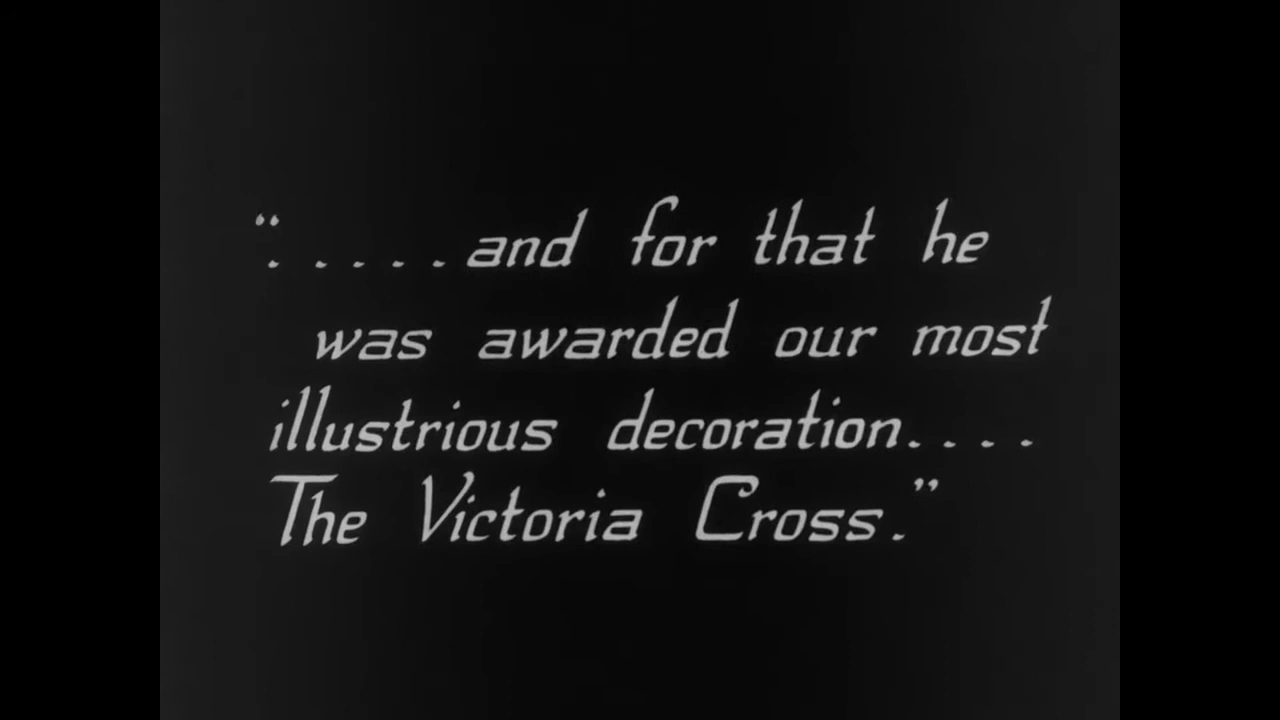 “. . . . . and for that he
was awarded our most
illustrious decoration. . . .
The Victoria Cross.”